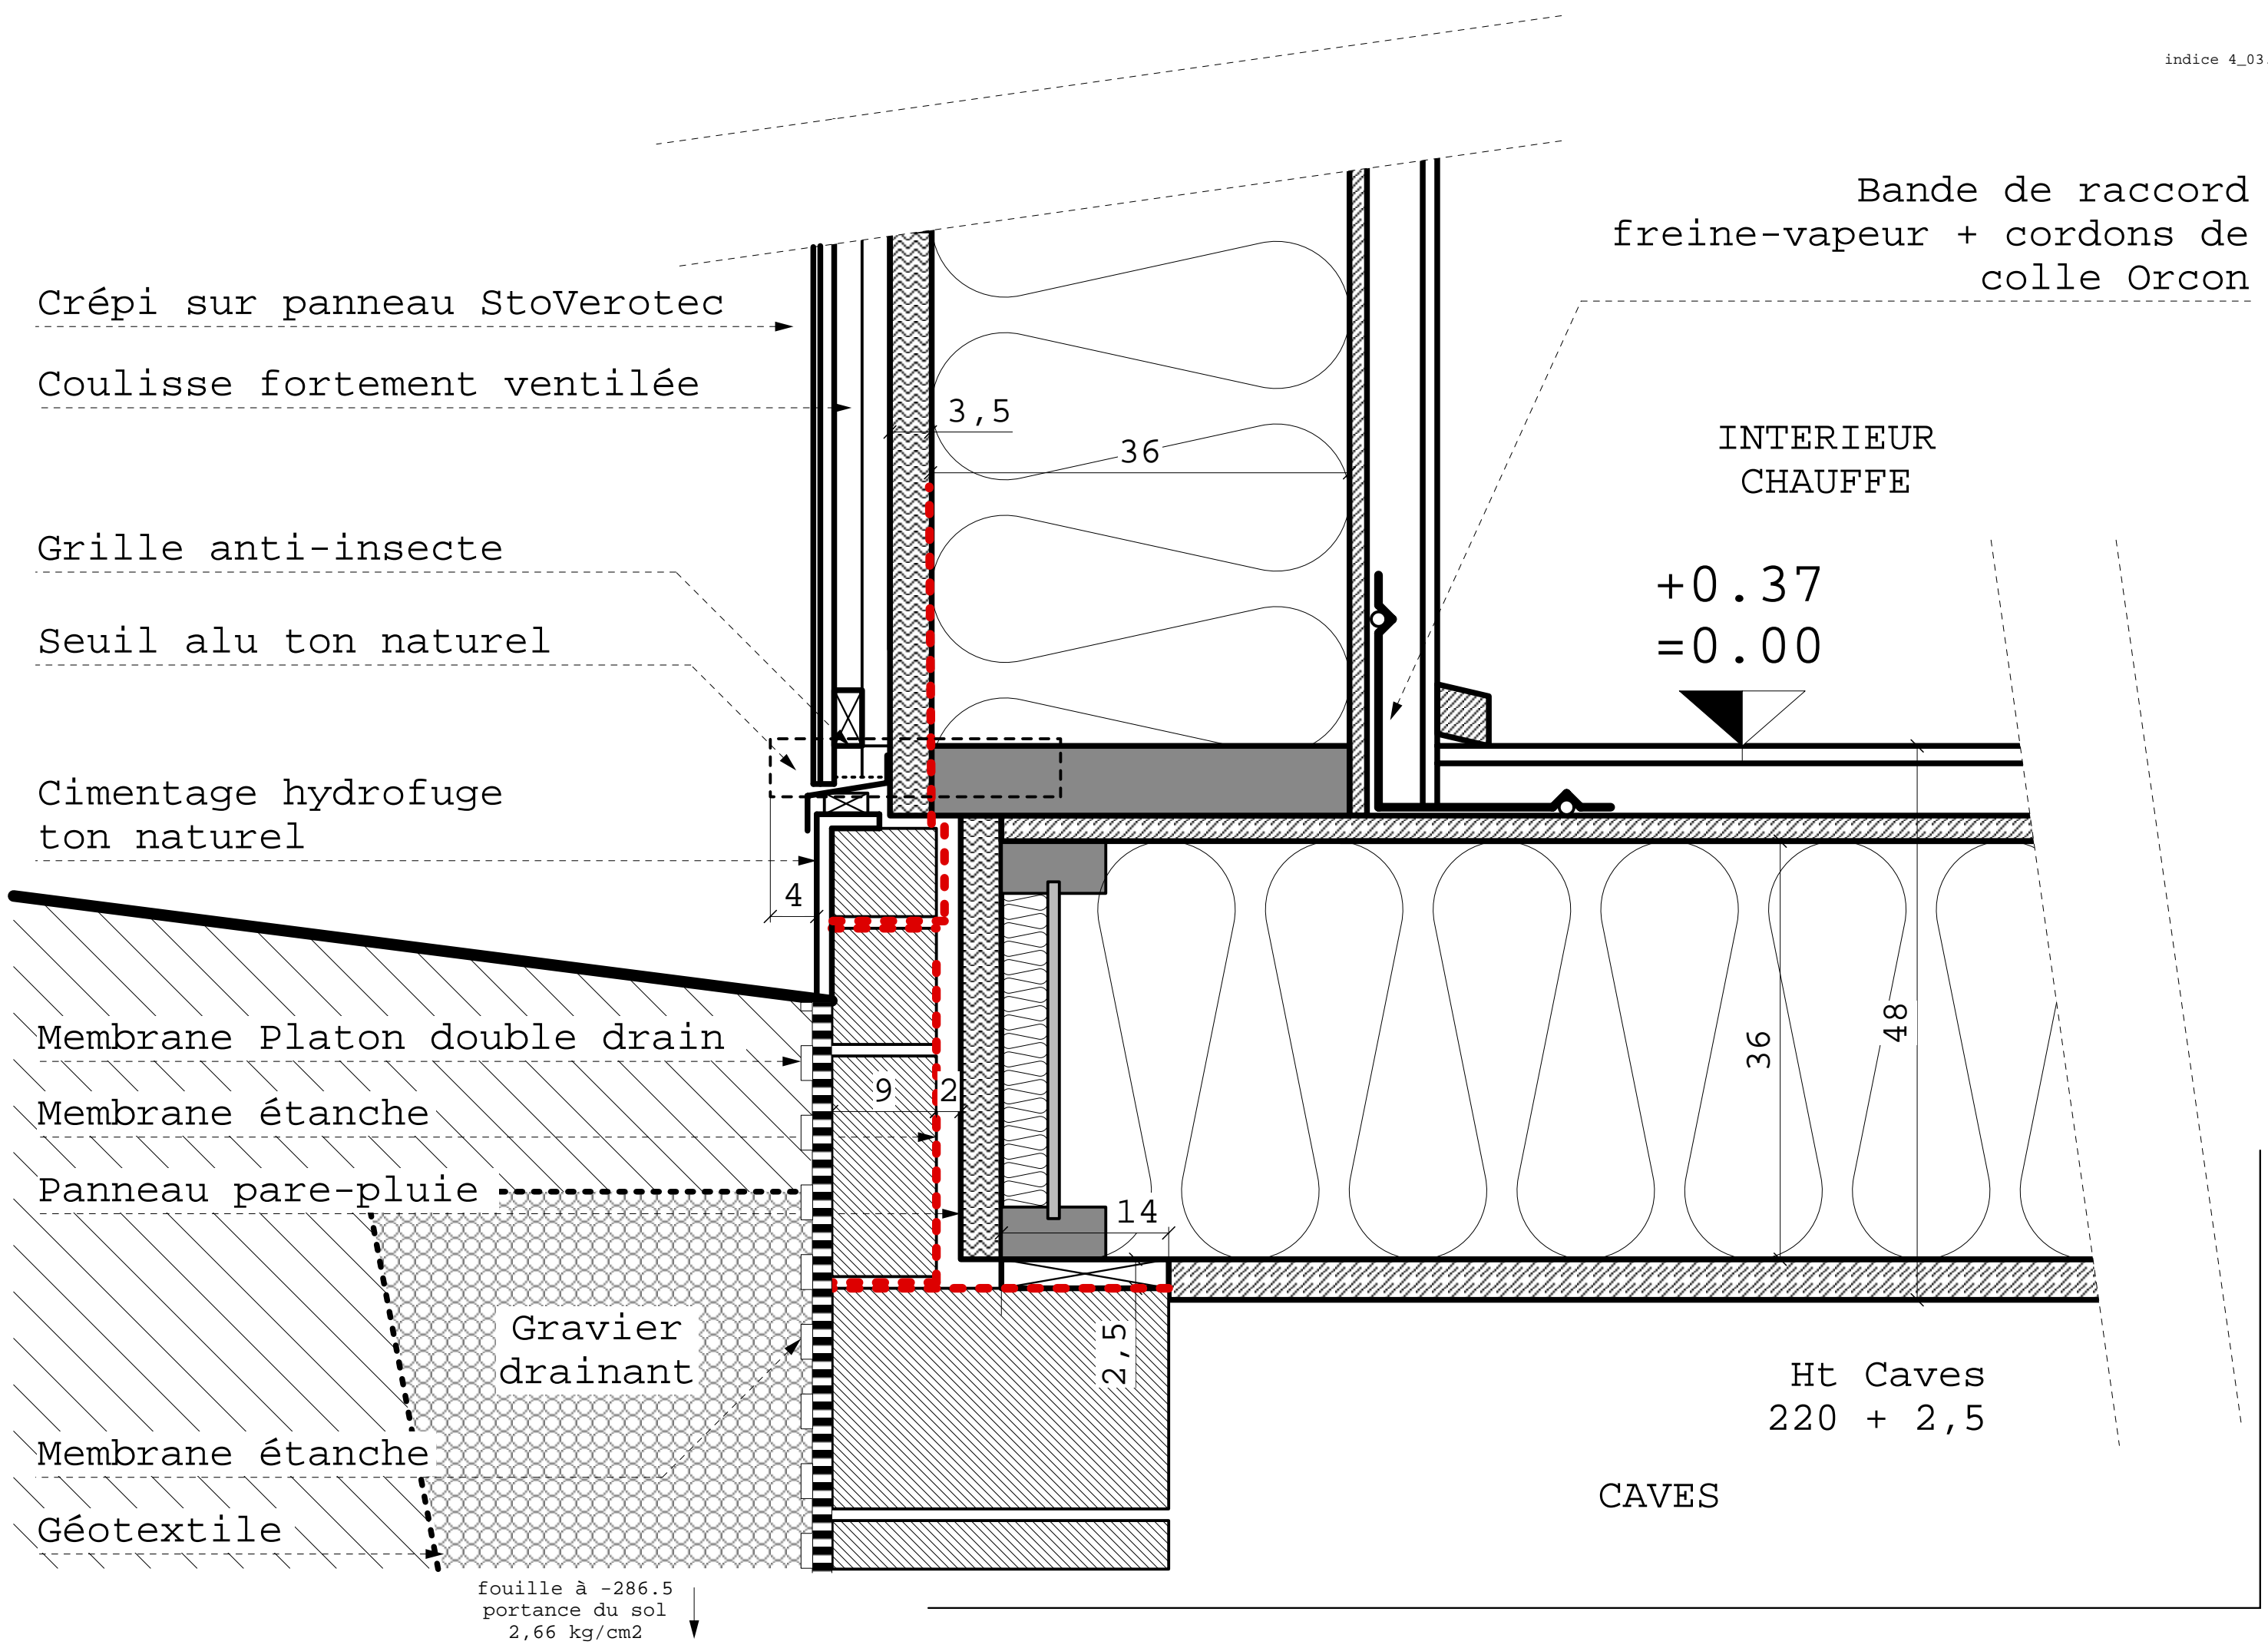 indice 4_03.
Bande de raccord
freine-vapeur + cordons de
colle Orcon
Crépi sur panneau StoVerotec
Coulisse fortement ventilée
3,5
36
INTERIEUR
CHAUFFE
Grille anti-insecte
+0.37
=0.00
Seuil alu ton naturel
Cimentage hydrofuge
ton naturel
4
Membrane Platon double drain
36
48
9
2
Membrane étanche
Panneau pare-pluie
14
Gravier
drainant
2,5
Ht Caves
220 + 2,5
Membrane étanche
CAVES
Géotextile
fouille à -286.5
portance du sol
2,66 kg/cm2